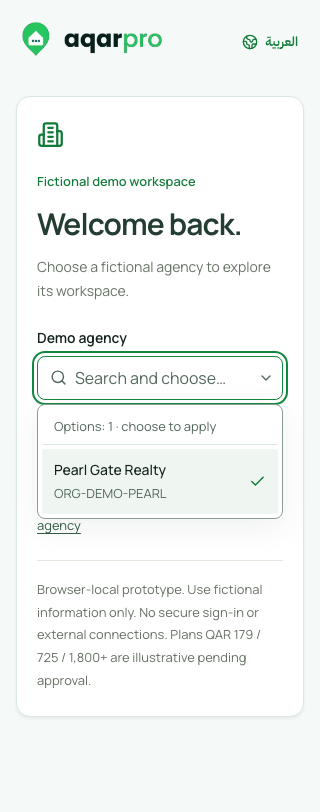 aqarpro
العربية
Fictional demo workspace
Welcome back.
Choose a fictional agency to explore
its workspace.
Demo agency
Search and choose...
Options: 1 · choose to apply
Pearl Gate Realty
ORG-DEMO-PEARL
agency
Browser-local prototype. Use fictional
information only. No secure sign-in or
external connections. Plans QAR 179 /
725 / 1,800+ are illustrative pending
approval.